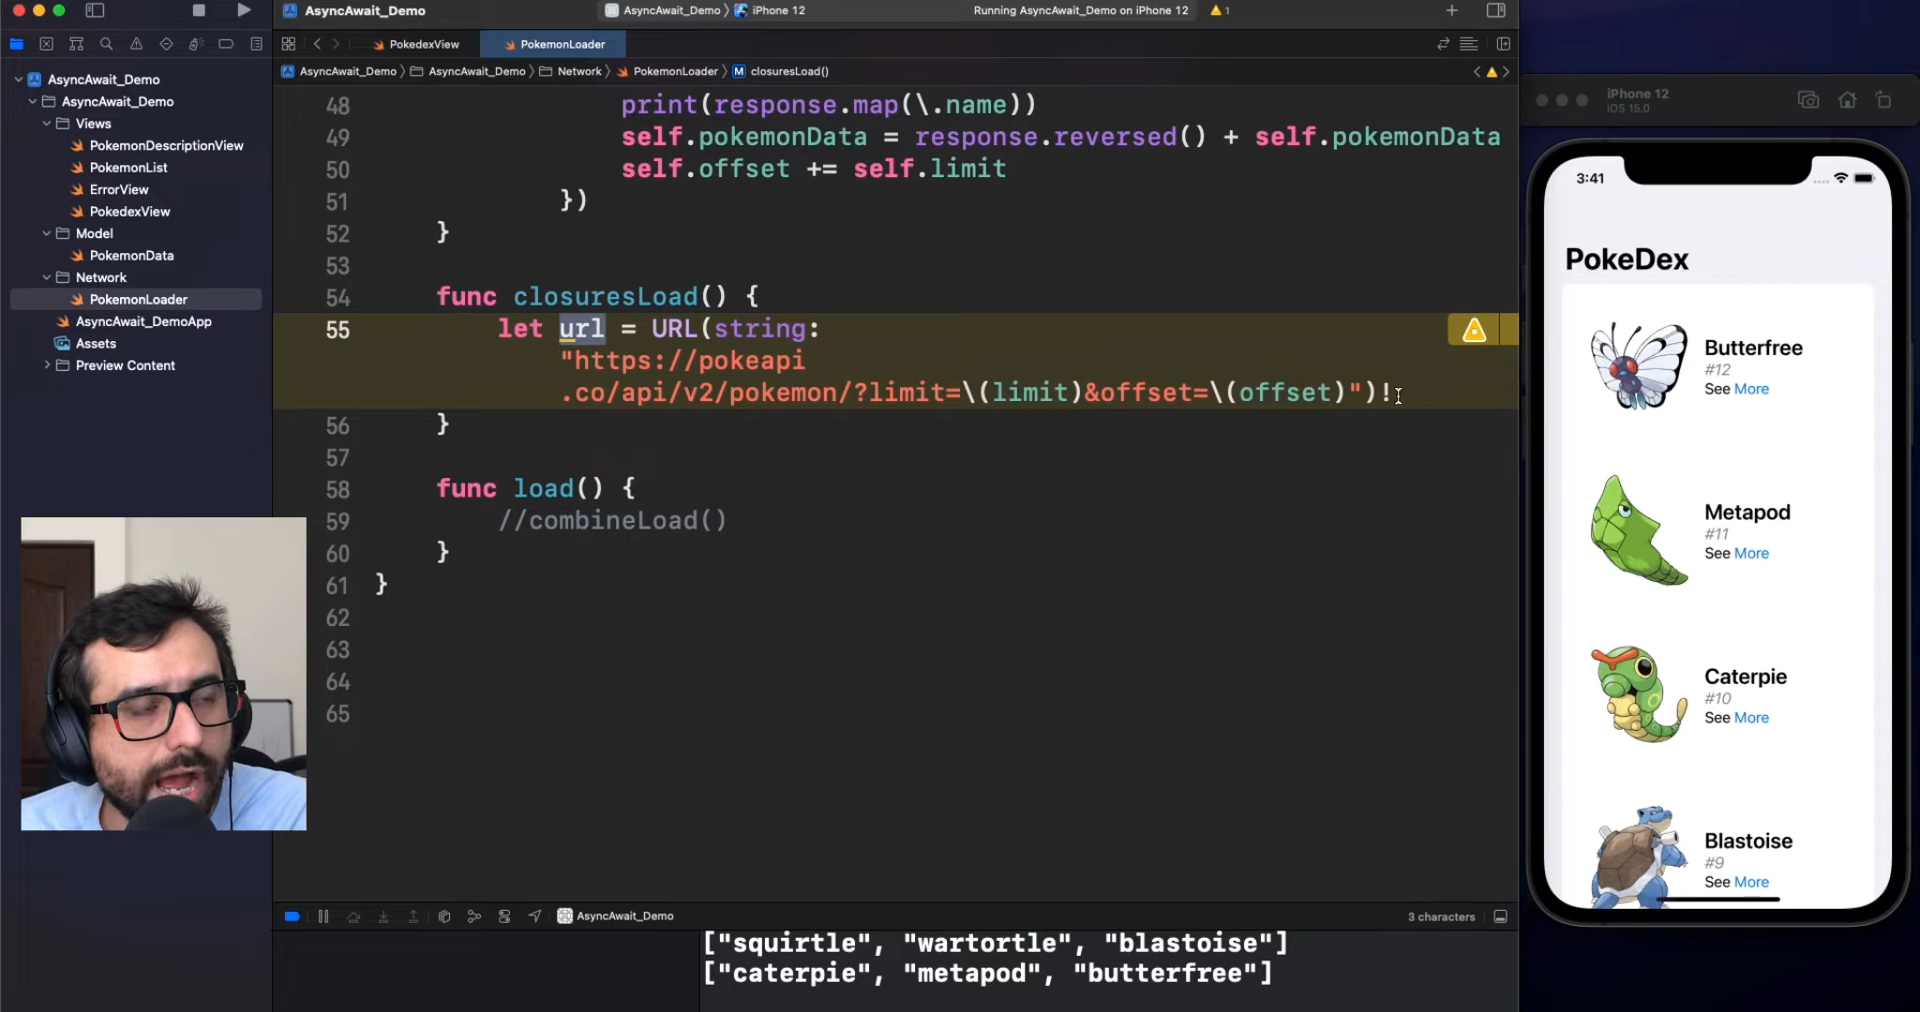 AsyncAwait_Demo
AsyncAwait_Demo
iPhone 12
Running AsyncAwait_Demo on iPhone 12
1
PokedexView
PokemonLoader
AsyncAwait_Demo
AsyncAwait_Demo
Network
PokemonLoader
M
closuresLoad()
AsyncAwait_Demo
AsyncAwait_Demo
Views
PokemonDescriptionView
PokemonList
ErrorView
PokedexView
Model
PokemonData
Network
PokemonLoader
AsyncAwait_DemoApp
Assets
Preview Content
48 print(response.map(\.name))
49 self.pokemonData = response.reversed() + self.pokemonData
50 self.offset += self.limit
51 })
52 }
53
54 func closuresLoad() {
55 let url = URL(string:
"https://pokeapi
.co/api/v2/pokemon/?limit=\(limit)&offset=\(offset)")!
56 }
57
58 func load() {
59 //combineLoad()
60 }
61 }
62
63
64
65
AsyncAwait_Demo
3 characters
["squirtle", "wartortle", "blastoise"]
["caterpie", "metapod", "butterfree"]
iPhone 12
iOS 15.0
3:41
PokeDex
Butterfree
#12
See More
Metapod
#11
See More
Caterpie
#10
See More
Blastoise
#9
See More